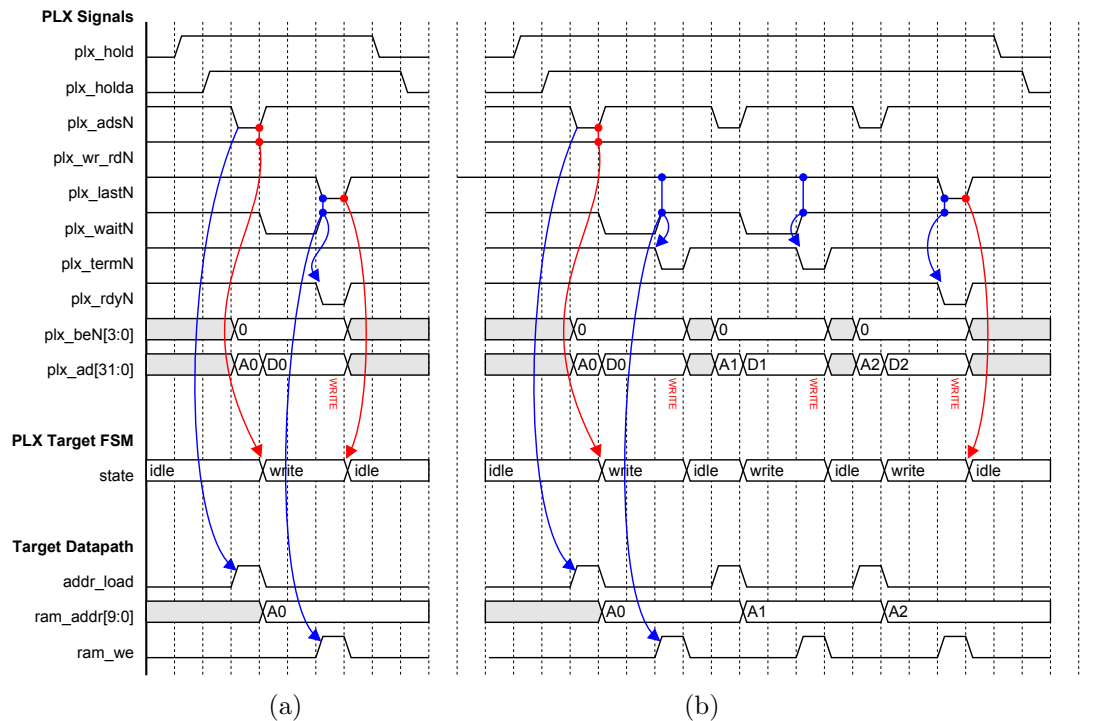 PLX Signals
plx_hold
plx_holda
plx_adsN
plx_wr_rdN
plx_lastN
plx_waitN
plx_termN
plx_rdyN
plx_beN[3:0] 0 0 0 0
plx_ad[31:0] A0 D0 A0 D0 A1 D1 A2 D2
WRITE WRITE WRITE WRITE
PLX Target FSM
state idle write idle idle write idle write idle write idle
Target Datapath
addr_load
ram_addr[9:0] A0 A0 A1 A2
ram_we
(a) (b)